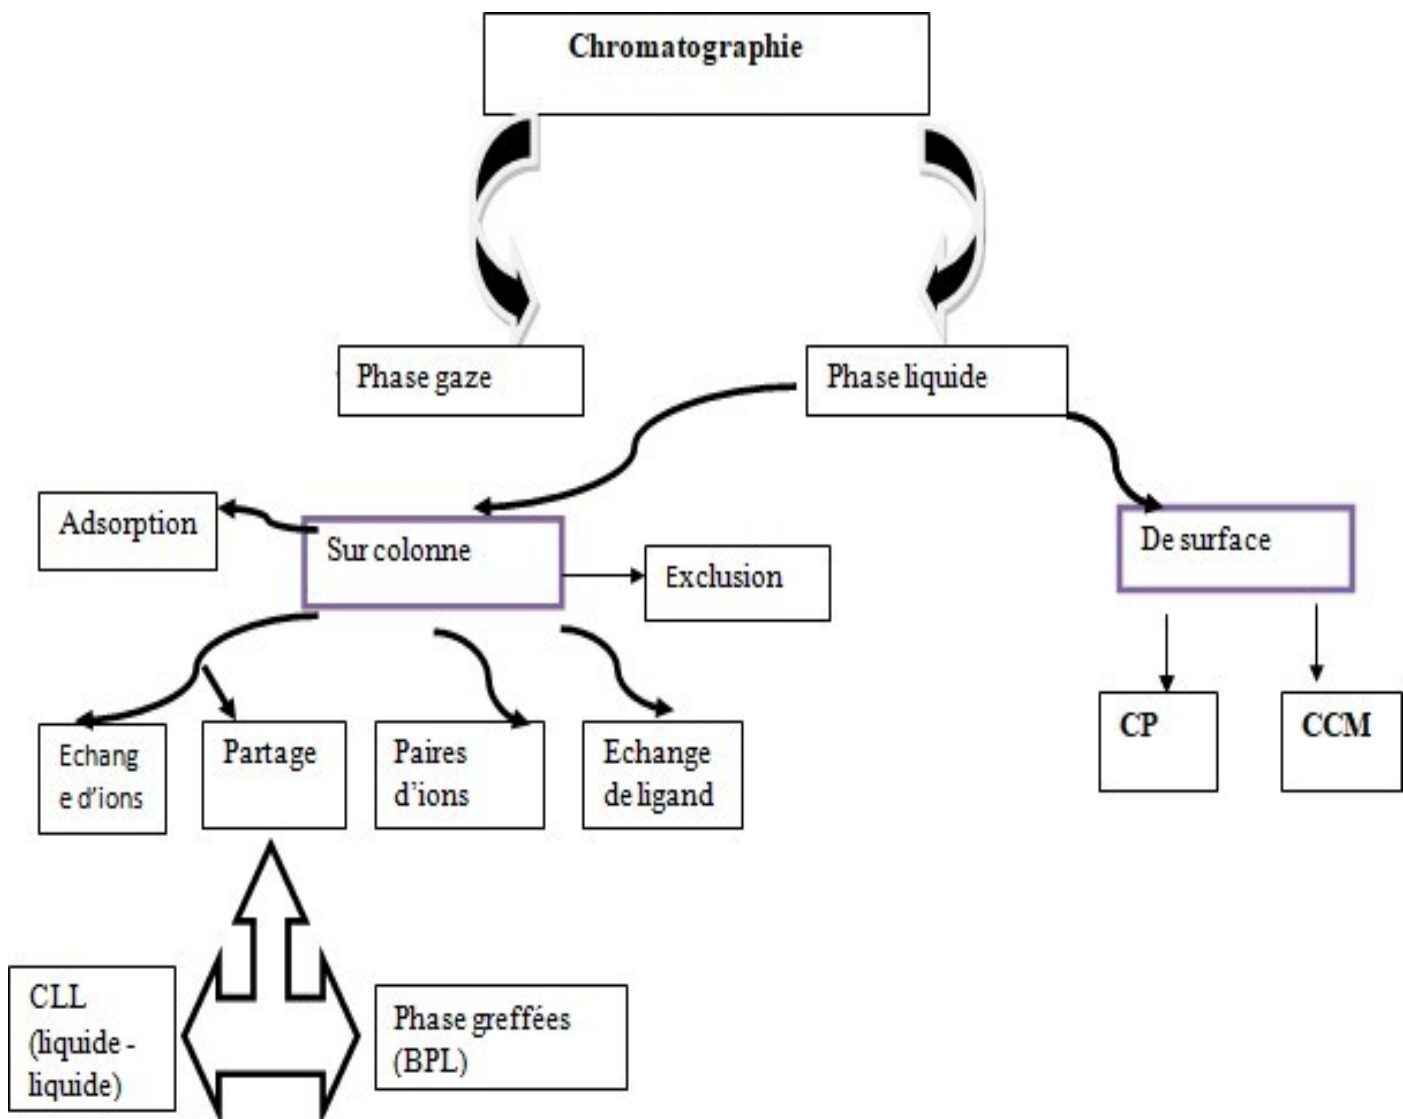 Chromatographie
Phase gaze
Phase liquide
Adsorption
Sur colonne
De surface
Exclusion
Echang
e d'ions
Partage
Paires
d'ions
Echange
de ligand
CP
CCM
CLL
(liquide -
liquide)
Phase greffées
(BPL)